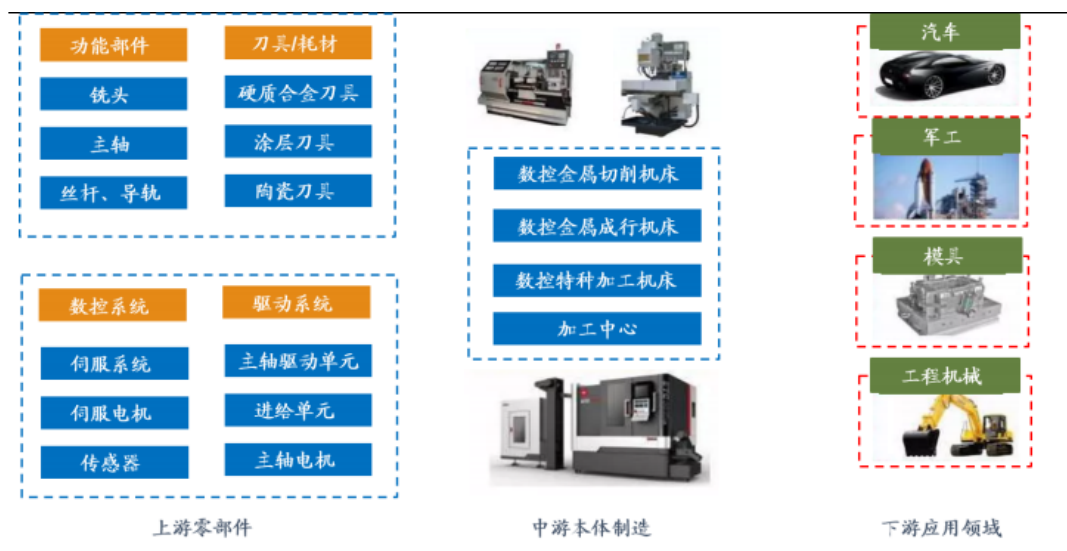 功能部件
刀具/耗材
铣头
硬质合金刀具
主轴
涂层刀具
丝杆、导轨
陶瓷刀具
数控系统
驱动系统
伺服系统
主轴驱动单元
伺服电机
进给单元
传感器
主轴电机
上游零部件
数控金属切削机床
数控金属成行机床
数控特种加工机床
加工中心
中游本体制造
汽车
军工
模具
工程机械
下游应用领域